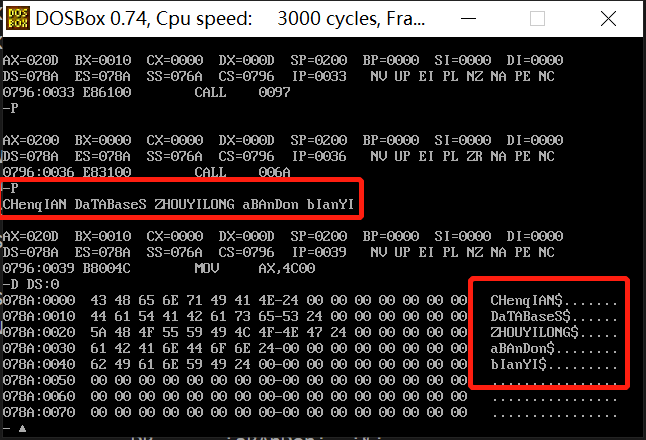 DOS BOX DOSBox 0.74, Cpu speed: 3000 cycles, Fra...
AX=020D BX=0010 CX=0000 DX=000D SP=0200 BP=0000 SI=0000 DI=0000
DS=078A ES=078A SS=076A CS=0796 IP=0033 NV UP EI PL NZ NA PE NC
0796:0033 E86100 CALL 0097
-P
AX=0200 BX=0000 CX=0000 DX=0000 SP=0200 BP=0000 SI=0000 DI=0000
DS=078A ES=078A SS=076A CS=0796 IP=0036 NV UP EI PL ZR NA PE NC
0796:0036 E83100 CALL 006A
-P
CHenqIAN DaTABaseS ZHOUYILONG aBAnDon bIanYI
AX=0200 BX=0000 CX=0000 DX=0000 SP=0200 BP=0000 SI=0000 DI=0000
DS=078A ES=078A SS=076A CS=0796 IP=0039 NV UP EI PL ZR NA PE NC
0796:0039 B8004C MOV AX,4C00
-D DS:0
078A:0000 43 48 65 6E 71 49 41 4E-24 00 00 00 00 00 00 00 CHenqIAN$.......
078A:0010 44 61 54 41 42 61 73 65-53 24 00 00 00 00 00 00 DaTABaseS$......
078A:0020 5A 48 4F 55 59 49 4C 4F-4E 47 24 00 00 00 00 00 ZHOUYILONG$.....
078A:0030 61 42 41 6E 44 6F 6E 24-00 00 00 00 00 00 00 00 aBAnDon$........
078A:0040 62 49 61 6E 59 49 24 00-00 00 00 00 00 00 00 00 bIanYI$.........
078A:0050 00 00 00 00 00 00 00 00-00 00 00 00 00 00 00 00 ................
078A:0060 00 00 00 00 00 00 00 00-00 00 00 00 00 00 00 00 ................
078A:0070 00 00 00 00 00 00 00 00-00 00 00 00 00 00 00 00 ................
-